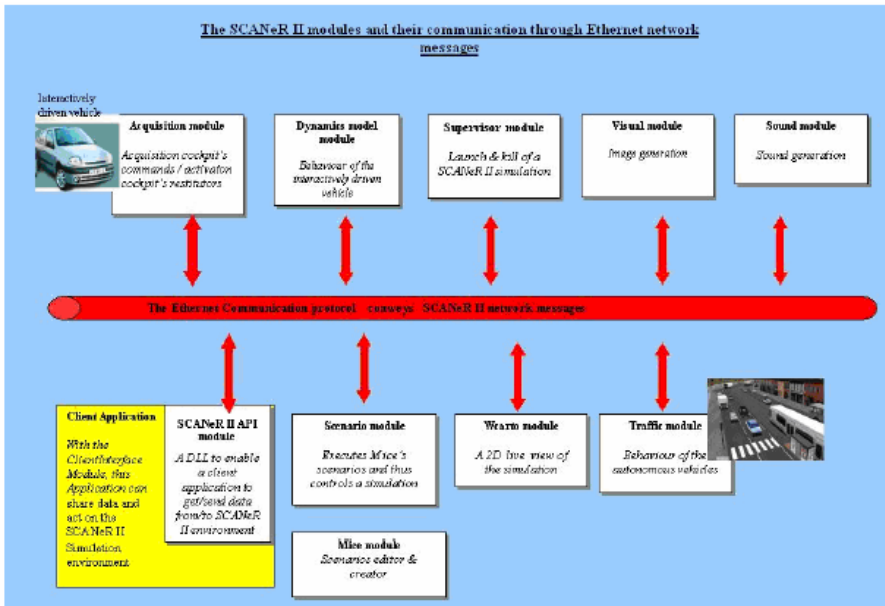 The SCANeR II modules and their communication through Ethernet network
messages
Interactively
driven vehicle
Acquisition module
Acquisition cockpit's
commands / activation
cockpit's restitutors
Dynamics model
module
Behaviour of the
interactively driven
vehicle
Supervisor module
Launch & kill of a
SCANeR II simulation
Visual module
Image generation
Sound module
Sound generation
The Ethernet Communication protocol conveys SCANeR II network messages
Client Application
With the
ClientInterface
Module, this
Application can
share data and
act on the
SCANeR II
Simulation
environment
SCANeR II API
module
A DLL to enable a
client application to
get/send data
from/to SCANeR
II environment
Scenario module
Executes Mice's
scenarios and thus
controls a simulation
Mice module
Scenarios editor &
creator
module
A 2D live view of
the simulation
Traffic module
Behaviour of the
autonomous vehicles